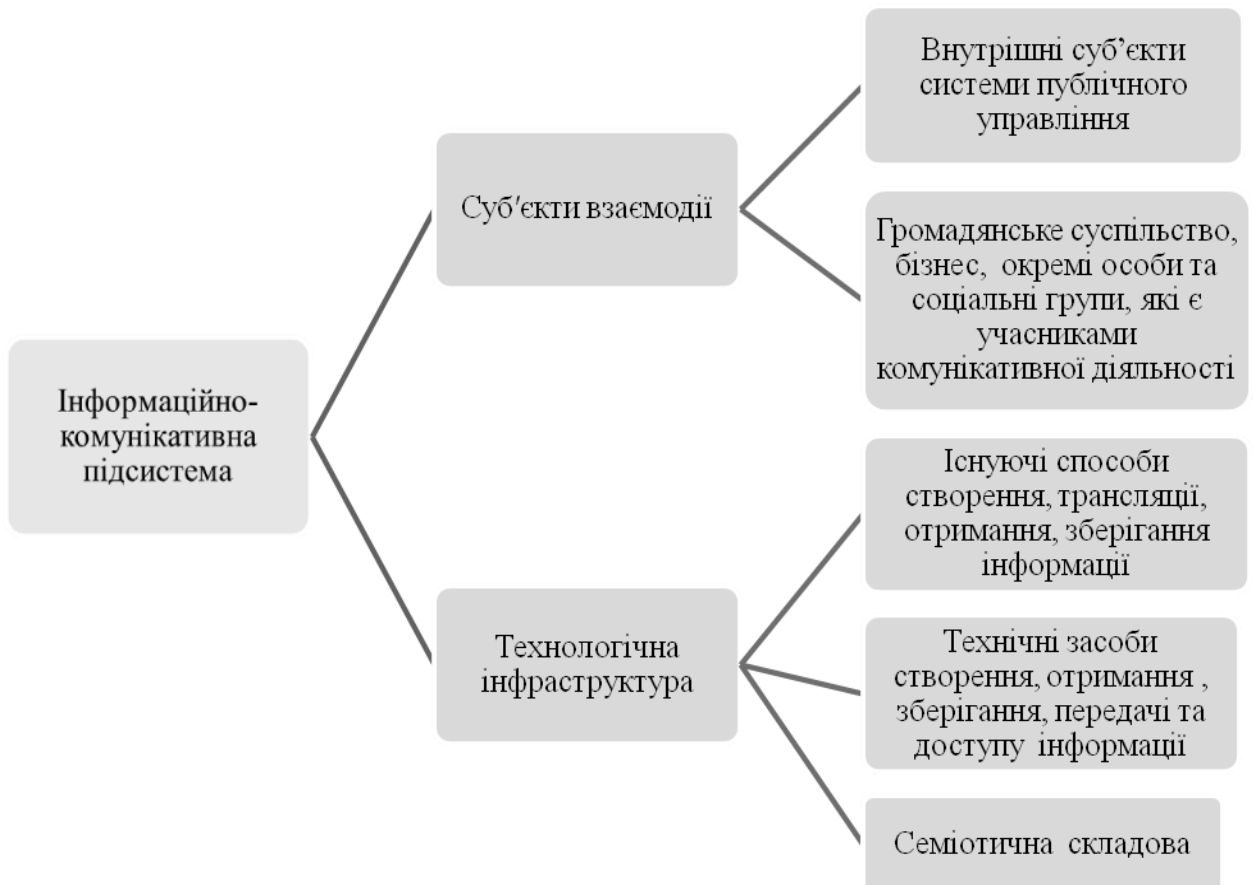 Інформаційно-
комунікативна
підсистема
Суб'єкти взаємодії
Внутрішні суб’єкти
системи публічного
управління
Громадянське суспільство,
бізнес, окремі особи та
соціальні групи, які є
учасниками
комунікативної діяльності
Технологічна
інфраструктура
Існуючі способи
створення, трансляції,
отримання, зберігання
інформації
Технічні засоби
створення, отримання ,
зберігання, передачі та
доступу інформації
Семіотична складова